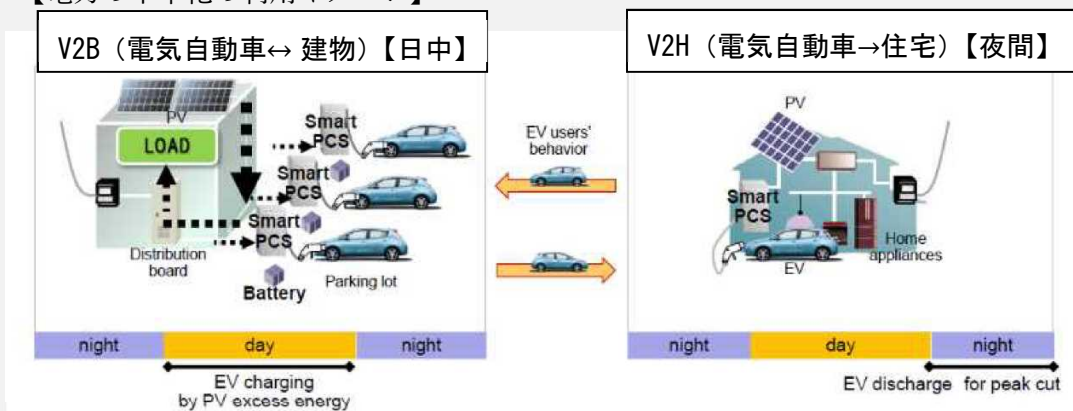 V2B（電気自動車↔ 建物）【日中】
PV
LOAD
Smart
PCS
Smart
PCS
Smart
PCS
Distribution
board
Battery
Parking lot
night
day
night
EV charging
by PV excess energy
EV users'
behavior
V2H（電気自動車→住宅）【夜間】
PV
Smart
PCS
EV
Home
appliances
night
day
night
EV discharge for peak cut